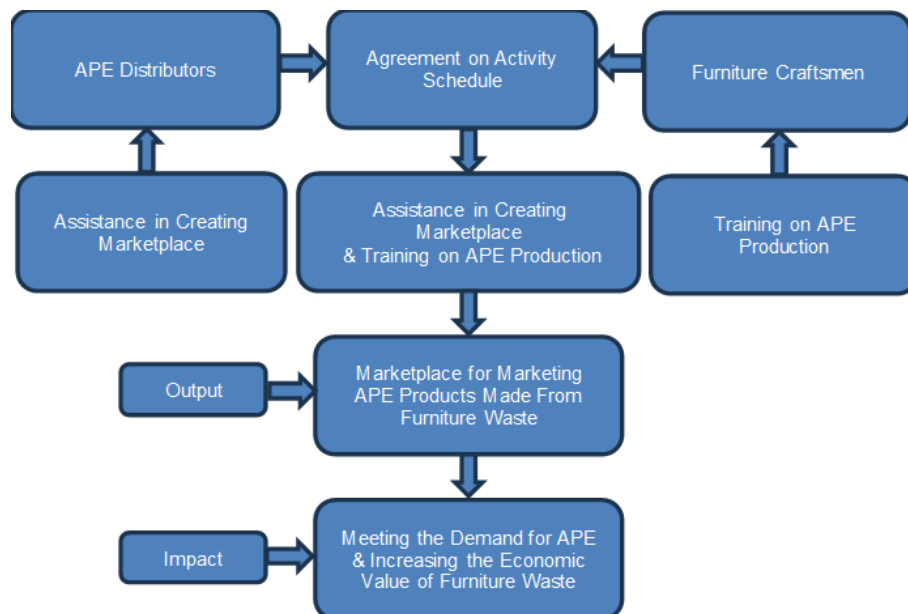 APE Distributors
Agreement on Activity
Schedule
Furniture Craftsmen
Assistance in Creating
Marketplace
Assistance in Creating
Marketplace
& Training on APE Production
Training on APE
Production
Output
Marketplace for Marketing
APE Products Made From
Furniture Waste
Impact
Meeting the Demand for APE
& Increasing the Economic
Value of Furniture Waste